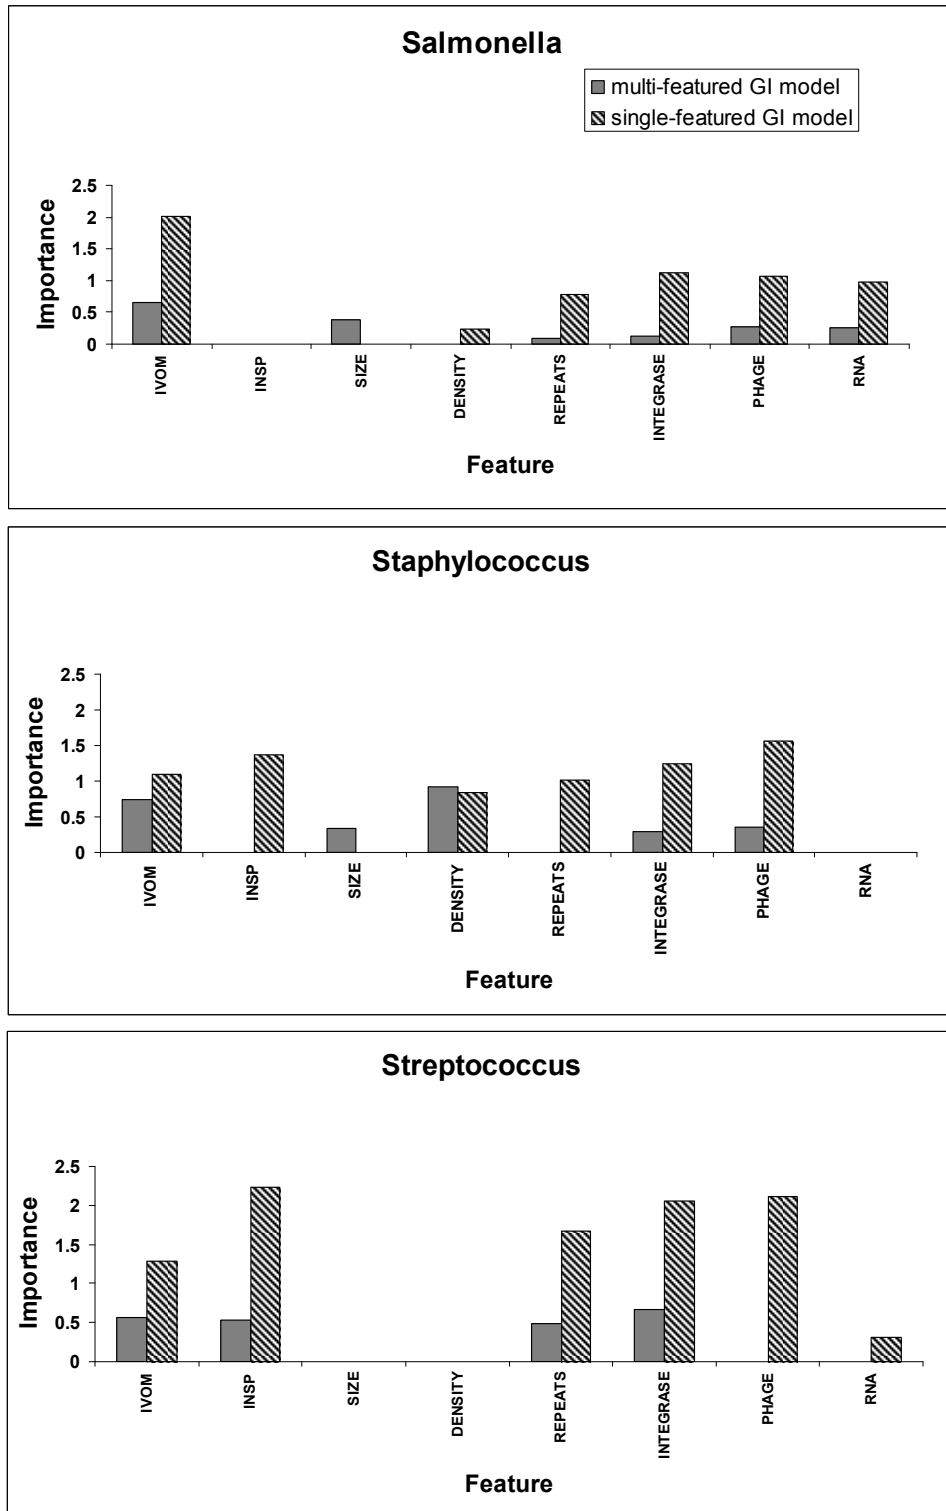 Salmonella
multi-featured GI model
single-featured GI model
2.5
2
1.5
1
0.5
0
Importance
IVOM
INSP
SIZE
DENSITY
REPEATS
INTEGRASE
PHAGE
RNA
Feature
Staphylococcus
2.5
2
1.5
1
0.5
0
Importance
IVOM
INSP
SIZE
DENSITY
REPEATS
INTEGRASE
PHAGE
RNA
Feature
Streptococcus
2.5
2
1.5
1
0.5
0
Importance
IVOM
INSP
SIZE
DENSITY
REPEATS
INTEGRASE
PHAGE
RNA
Feature